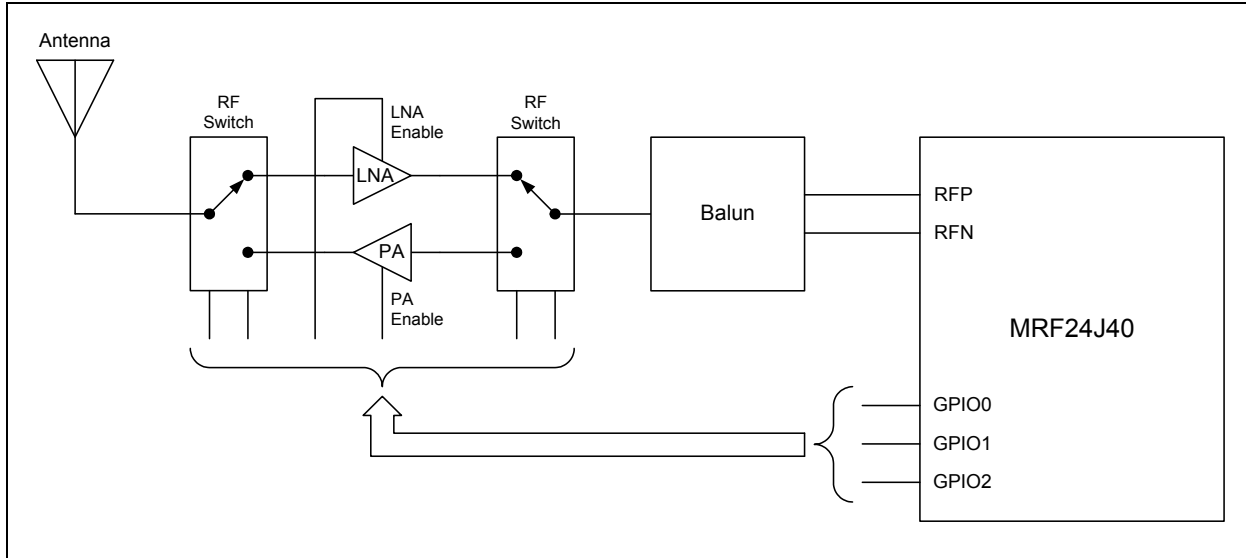 Antenna
RF
Switch
LNA
Enable
RF
Switch
LNA
PA
PA
Enable
Balun
RFP
RFN
MRF24J40
GPIO0
GPIO1
GPIO2